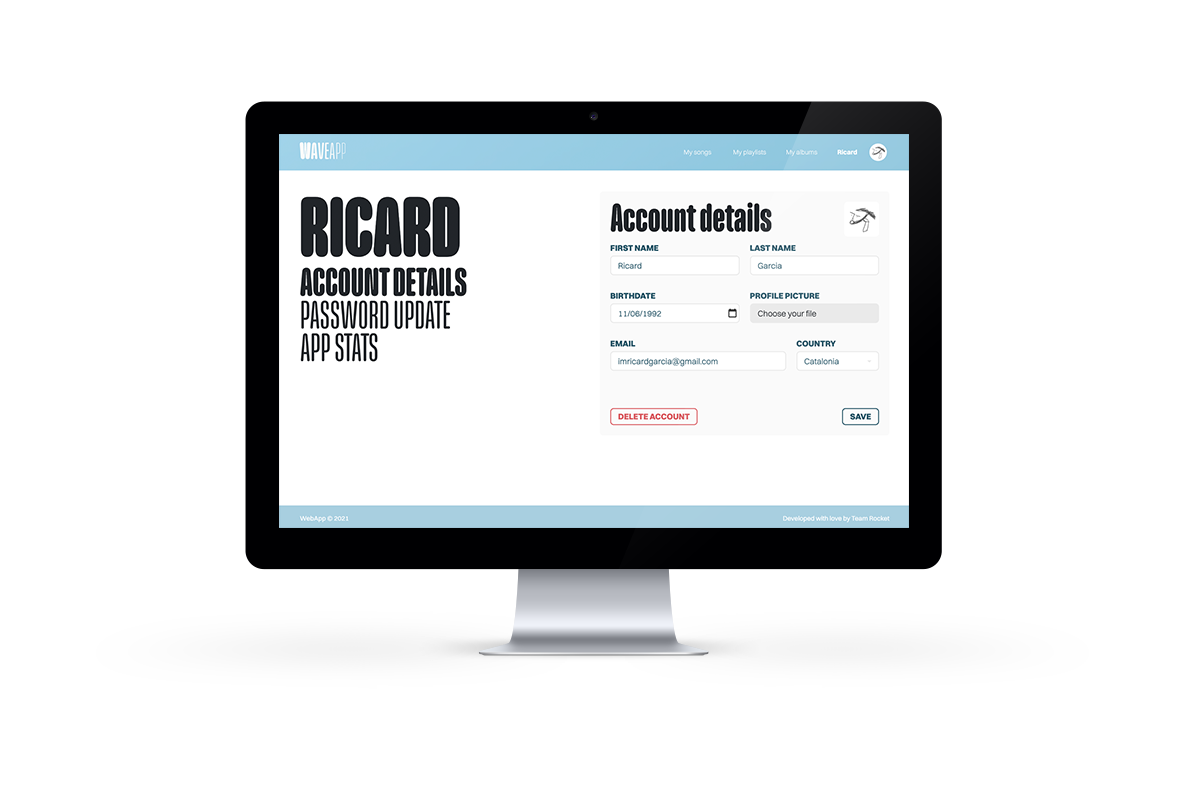 WAVEAPP
My songs My playlists My albums Ricard
RICARD
ACCOUNT DETAILS
PASSWORD UPDATE
APP STATS
Account details
FIRST NAME LAST NAME
Ricard Garcia
BIRTHDATE PROFILE PICTURE
11/06/1992 Choose your file
EMAIL COUNTRY
imricardgarcia@gmail.com Catalonia
DELETE ACCOUNT SAVE
WebApp © 2021 Developed with love by Team Rocket